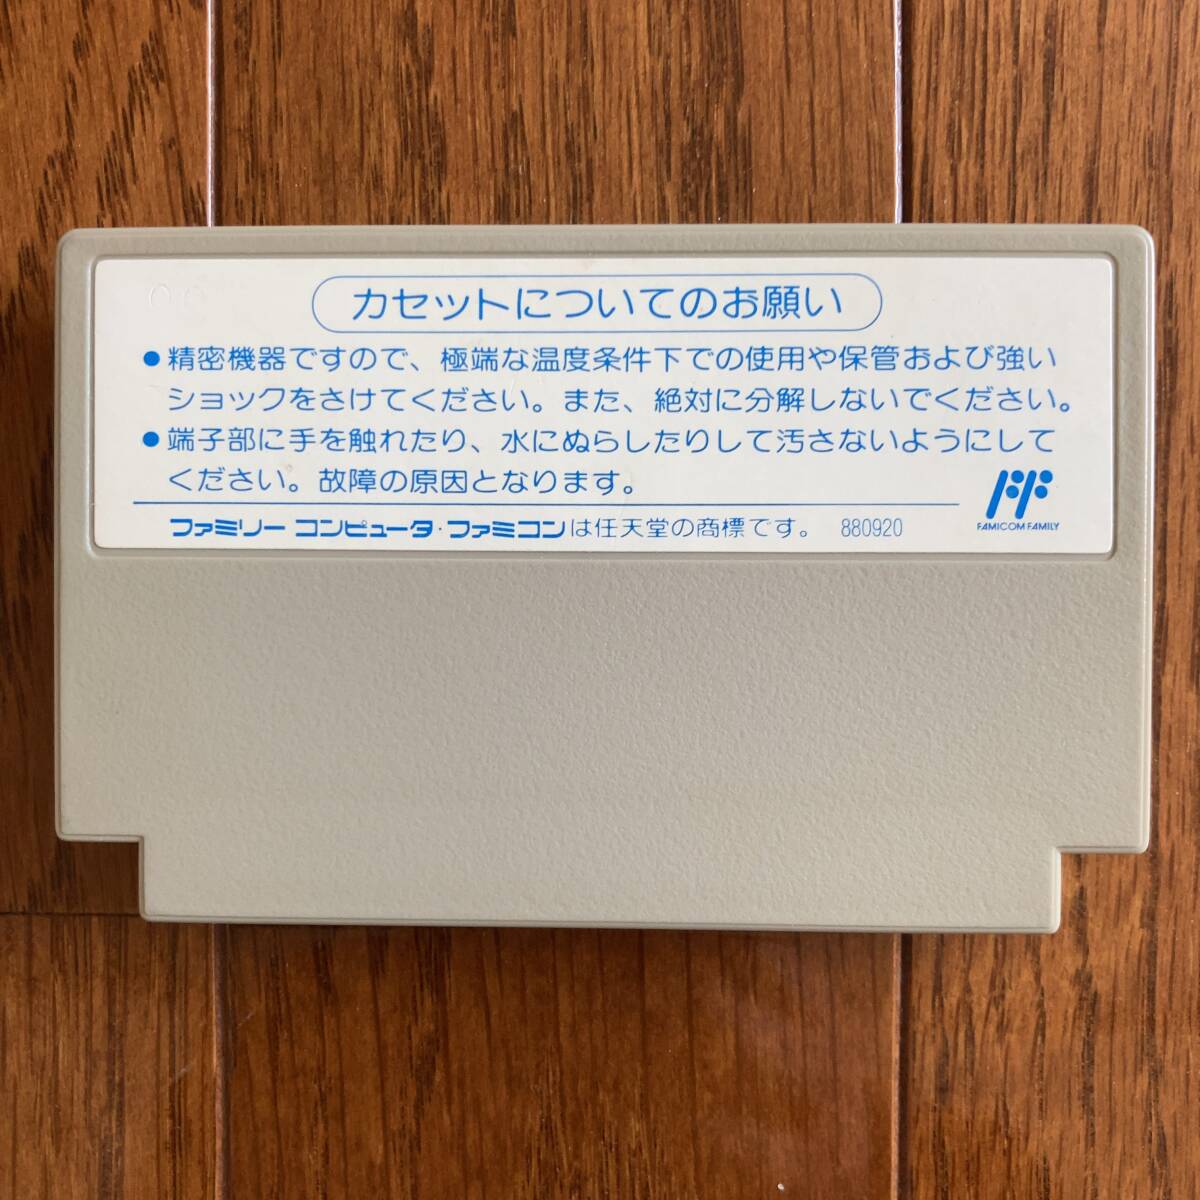 カセットについてのお願い
●精密機器ですので、極端な温度条件下での使用や保管および強い
ショックをさけてください。また、絶対に分解しないでください。
●端子部に手を触れたり、水にぬらしたりして汚さないようにして
ください。故障の原因となります。
FAMICOM FAMILY
ファミリー コンピュータ・ファミコンは任天堂の商標です。 880920